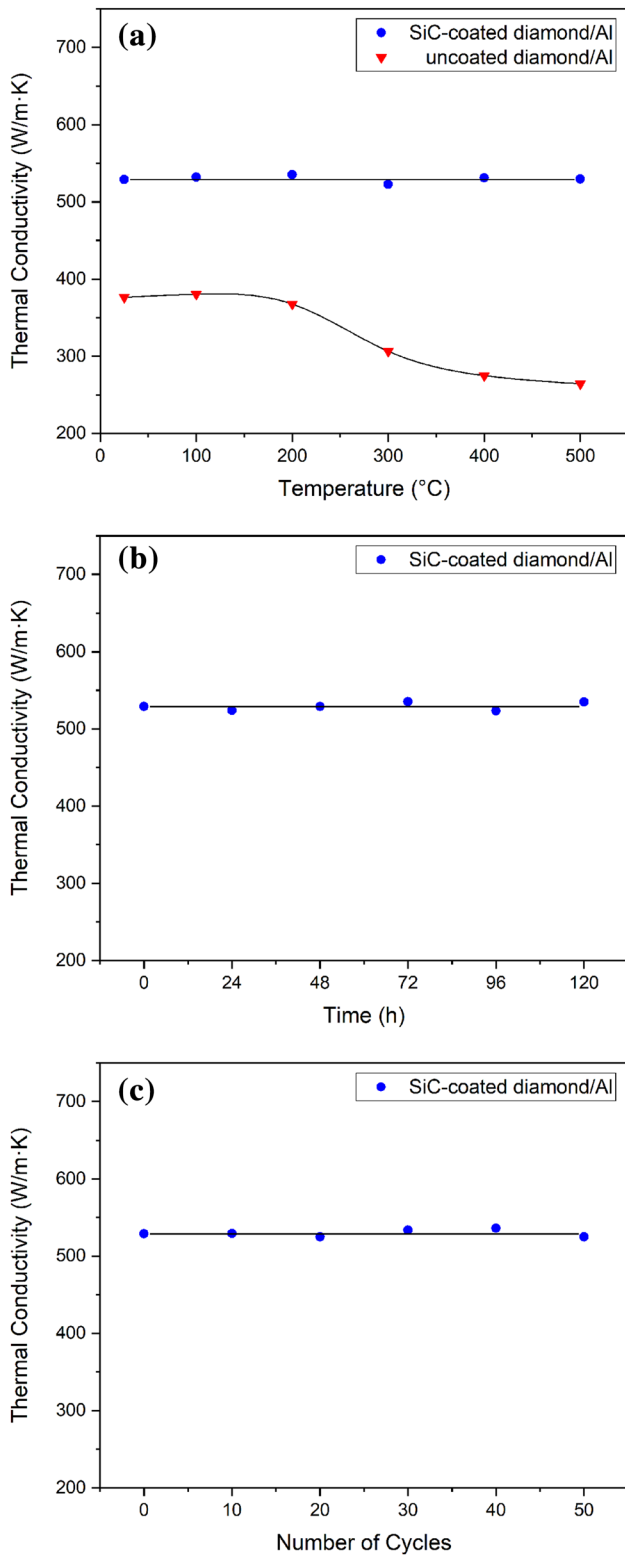 (a)
SiC-coated diamond/Al
uncoated diamond/Al
Thermal Conductivity (W/m·K)
700
600
500
400
300
200
0 100 200 300 400 500
Temperature (°C)
(b)
SiC-coated diamond/Al
Thermal Conductivity (W/m·K)
700
600
500
400
300
200
0 24 48 72 96 120
Time (h)
(c)
SiC-coated diamond/Al
Thermal Conductivity (W/m·K)
700
600
500
400
300
200
0 10 20 30 40 50
Number of Cycles